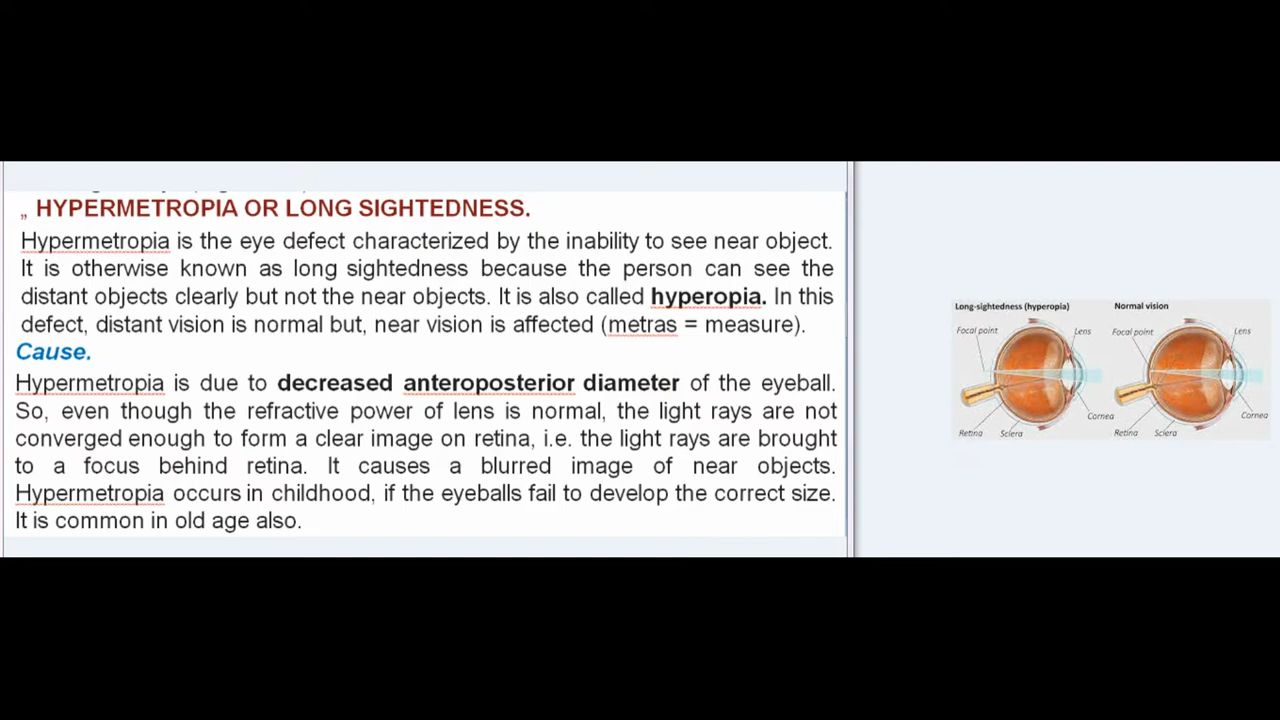 „ HYPERMETROPIA OR LONG SIGHTEDNESS.
Hypermetropia is the eye defect characterized by the inability to see near object.
It is otherwise known as long sightedness because the person can see the
distant objects clearly but not the near objects. It is also called hyperopia. In this
defect, distant vision is normal but, near vision is affected (metras = measure).
Cause.
Hypermetropia is due to decreased anteroposterior diameter of the eyeball.
So, even though the refractive power of lens is normal, the light rays are not
converged enough to form a clear image on retina, i.e. the light rays are brought
to a focus behind retina. It causes a blurred image of near objects.
Hypermetropia occurs in childhood, if the eyeballs fail to develop the correct size.
It is common in old age also.
Long-sightedness (hyperopia)
Focal point
Lens
Cornea
Retina
Sclera
Normal vision
Focal point
Lens
Cornea
Retina
Sclera